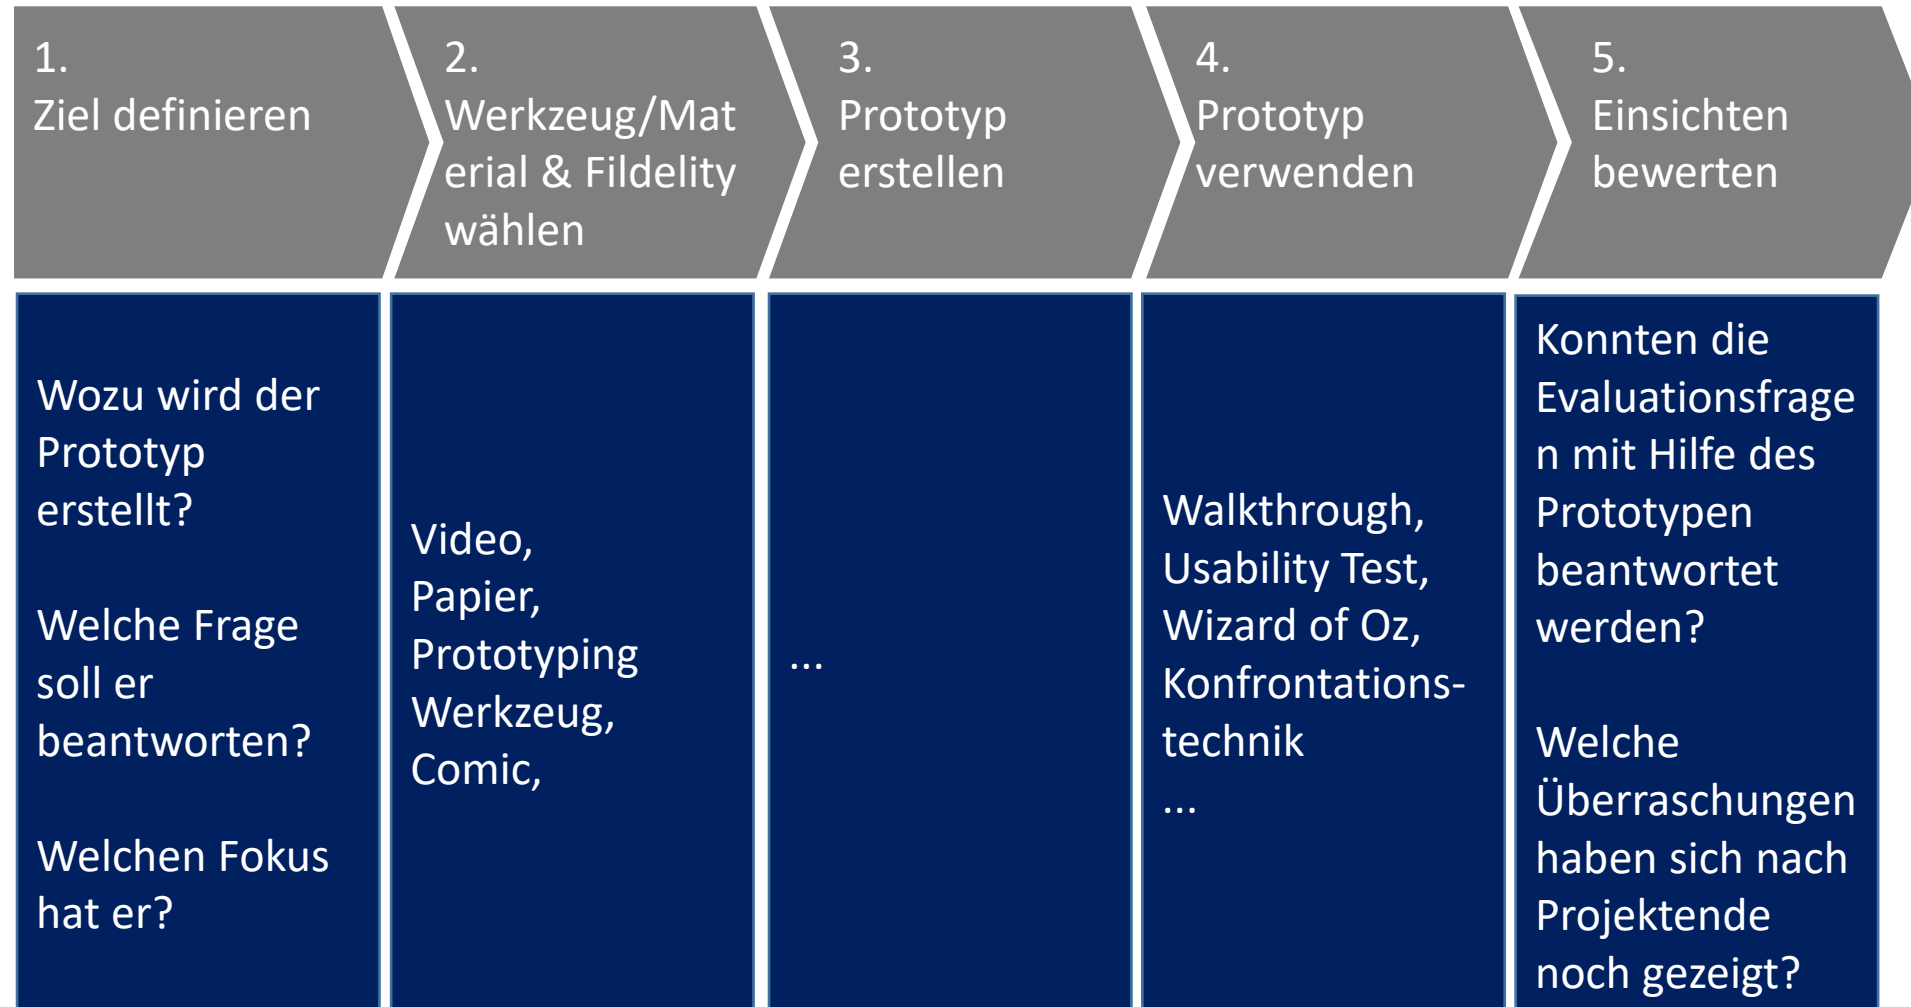 1.
Ziel definieren
2.
Werkzeug/Mat
erial & Fildelity
wählen
3.
Prototyp
erstellen
4.
Prototyp
verwenden
5.
Einsichten
bewerten
Wozu wird der
Prototyp
erstellt?
Welche Frage
soll er
beantworten?
Welchen Fokus
hat er?
Video,
Papier,
Prototyping
Werkzeug,
Comic,
...
Walkthrough,
Usability Test,
Wizard of Oz,
Konfrontations-
technik
...
Konnten die
Evaluationsfrage
n mit Hilfe des
Prototypen
beantwortet
werden?
Welche
Überraschungen
haben sich nach
Projektende
noch gezeigt?